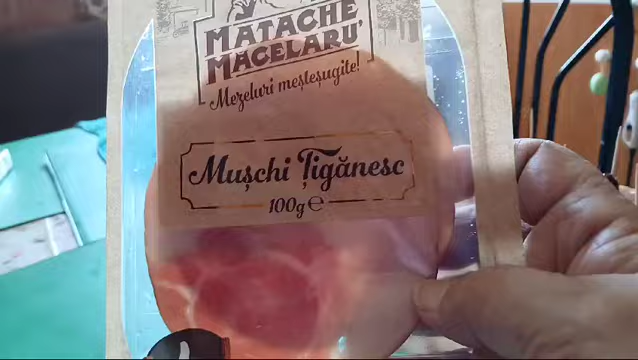 MATACHE
MĂCELARU'
Mezeluri meșteșugite!
Mușchi Țigănesc
100g ℮